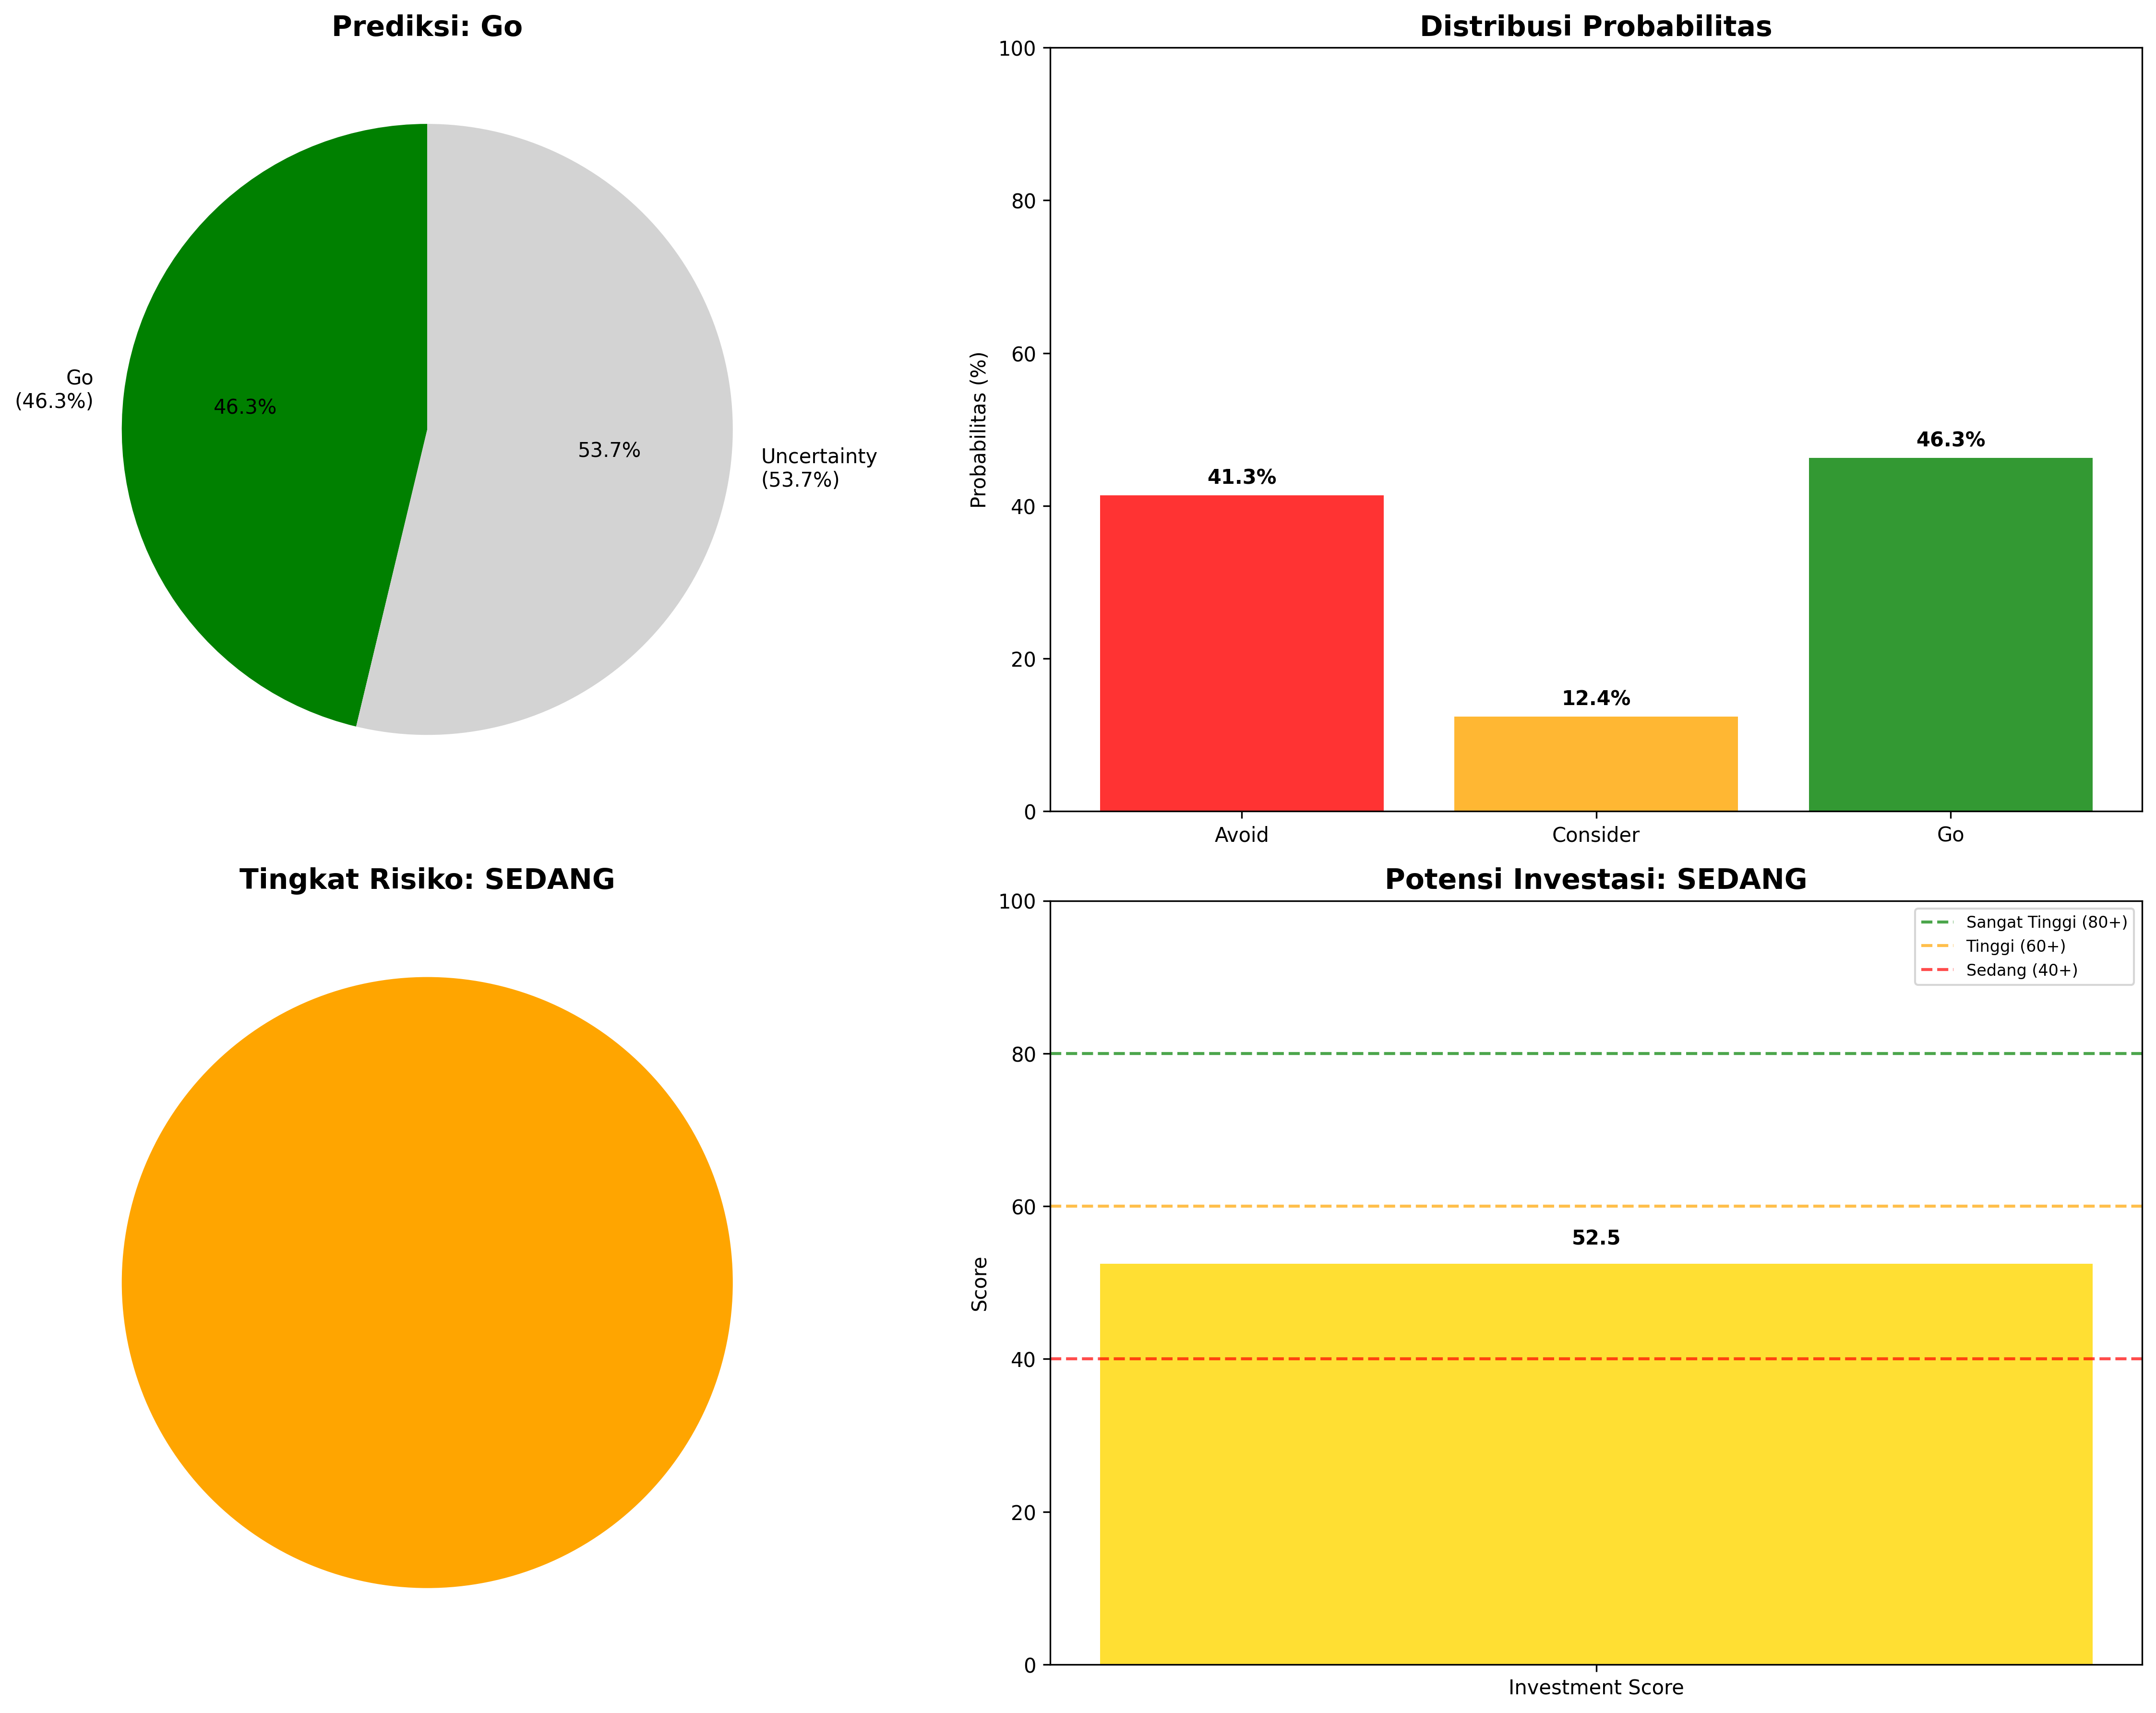 Prediksi: Go
Go
(46.3%)
46.3%
53.7%
Uncertainty
(53.7%)
Distribusi Probabilitas
Probabilitas (%)
100
80
60
40
20
0
41.3%
12.4%
46.3%
Avoid
Consider
Go
Tingkat Risiko: SEDANG
Potensi Investasi: SEDANG
Score
100
80
60
40
20
0
Sangat Tinggi (80+)
Tinggi (60+)
Sedang (40+)
52.5
Investment Score